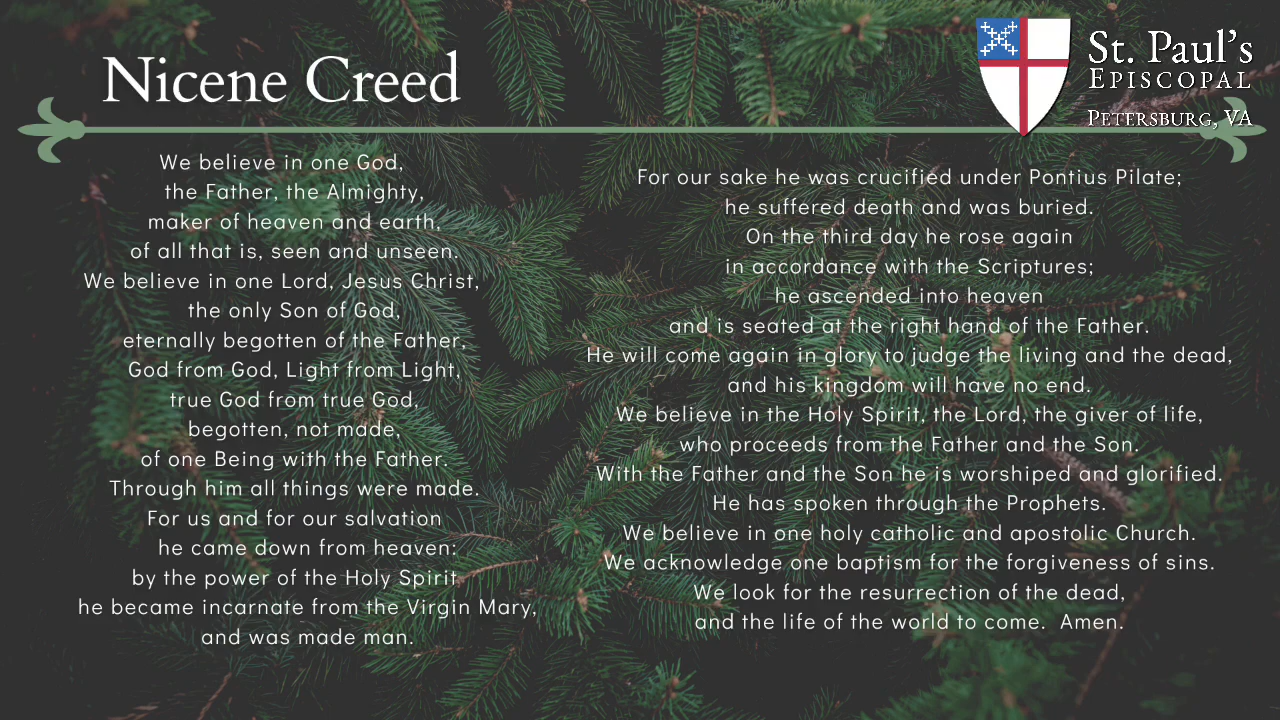 Nicene Creed
St. Paul's
Episcopal
Petersburg, VA
We believe in one God,
the Father, the Almighty,
maker of heaven and earth,
of all that is, seen and unseen.
We believe in one Lord, Jesus Christ,
the only Son of God,
eternally begotten of the Father,
God from God, Light from Light,
true God from true God,
begotten, not made,
of one Being with the Father.
Through him all things were made.
For us and for our salvation
he came down from heaven:
by the power of the Holy Spirit
he became incarnate from the Virgin Mary,
and was made man.
For our sake he was crucified under Pontius Pilate;
he suffered death and was buried.
On the third day he rose again
in accordance with the Scriptures;
he ascended into heaven
and is seated at the right hand of the Father.
He will come again in glory to judge the living and the dead,
and his kingdom will have no end.
We believe in the Holy Spirit, the Lord, the giver of life,
who proceeds from the Father and the Son.
With the Father and the Son he is worshiped and glorified.
He has spoken through the Prophets.
We believe in one holy catholic and apostolic Church.
We acknowledge one baptism for the forgiveness of sins.
We look for the resurrection of the dead,
and the life of the world to come.  Amen.